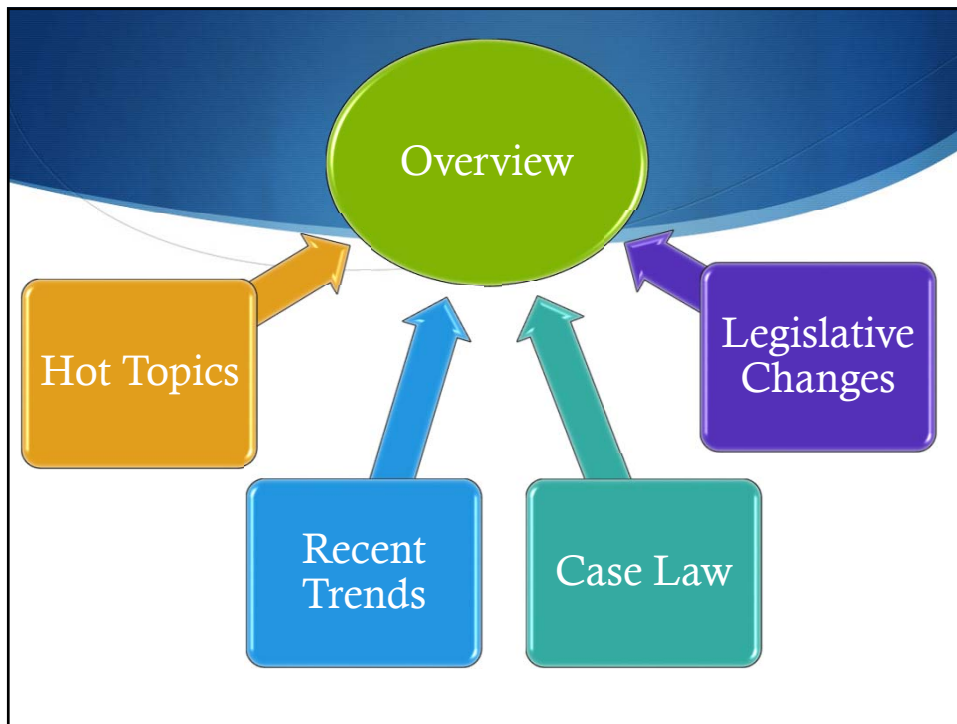 Overview
Hot Topics
Legislative
Changes
Recent
Trends
Case Law